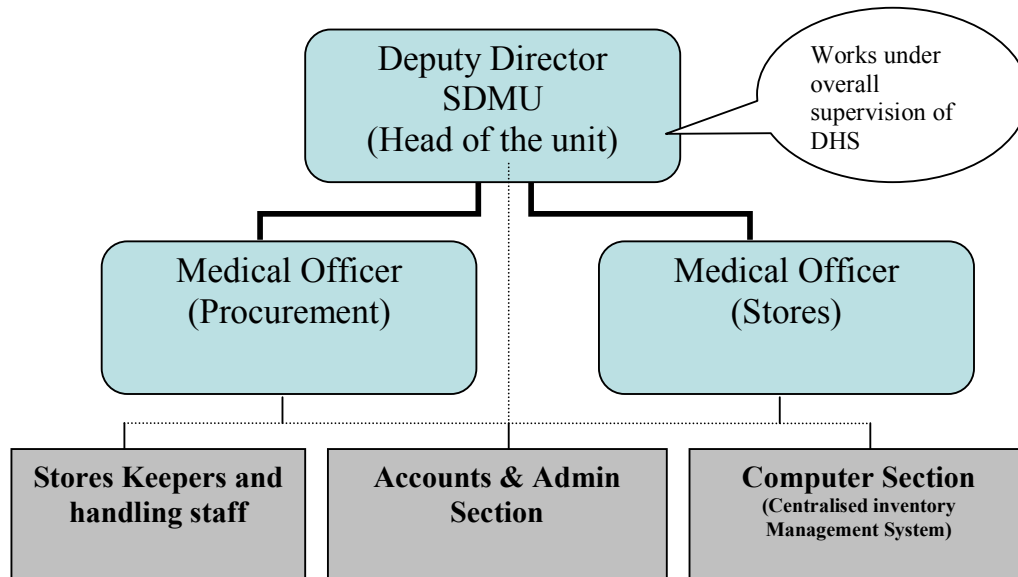 Deputy Director
SDMU
(Head of the unit)
Works under
overall
supervision of
DHS
Medical Officer
(Procurement)
Medical Officer
(Stores)
Stores Keepers and
handling staff
Accounts & Admin
Section
Computer Section
(Centralised inventory
Management System)